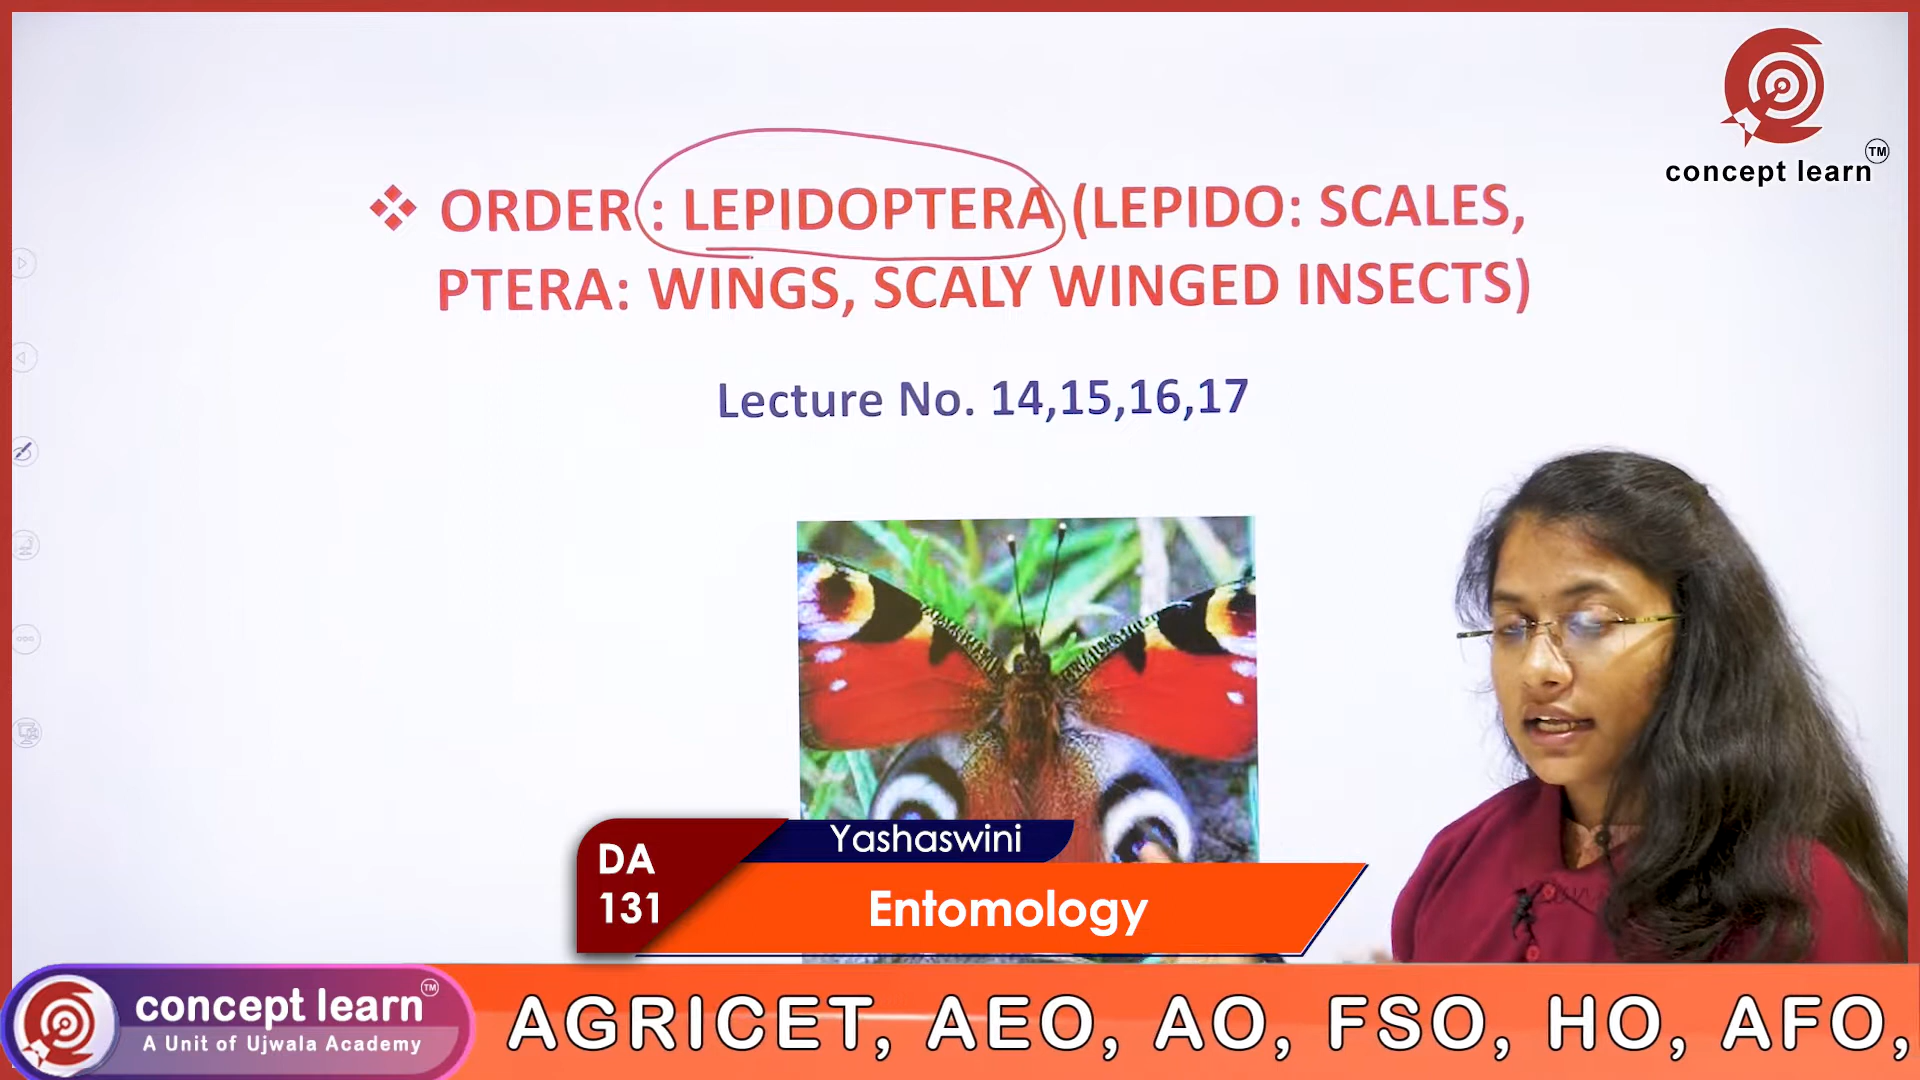 concept learn TM
❖ ORDER : LEPIDOPTERA (LEPIDO: SCALES,
PTERA: WINGS, SCALY WINGED INSECTS)
Lecture No. 14,15,16,17
Yashaswini
DA
131
Entomology
concept learn TM
A Unit of Ujwala Academy
AGRICET, AEO, AO, FSO, HO, AFO,